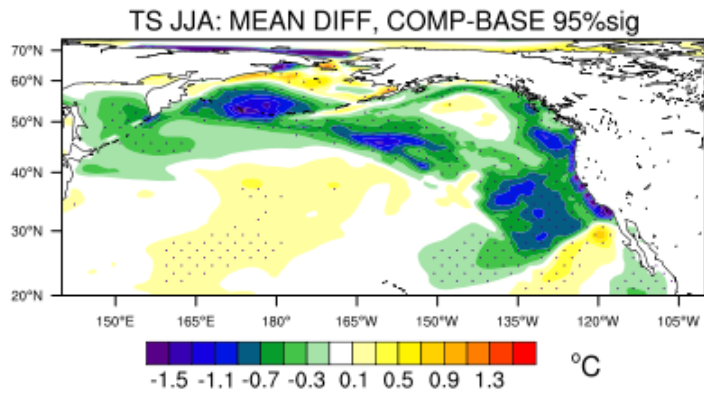 TS JJA: MEAN DIFF, COMP-BASE 95%sig
70°N
60°N
50°N
40°N
30°N
20°N
150°E 165°E 180° 165°W 150°W 135°W 120°W 105°W
-1.5 -1.1 -0.7 -0.3 0.1 0.5 0.9 1.3 °C